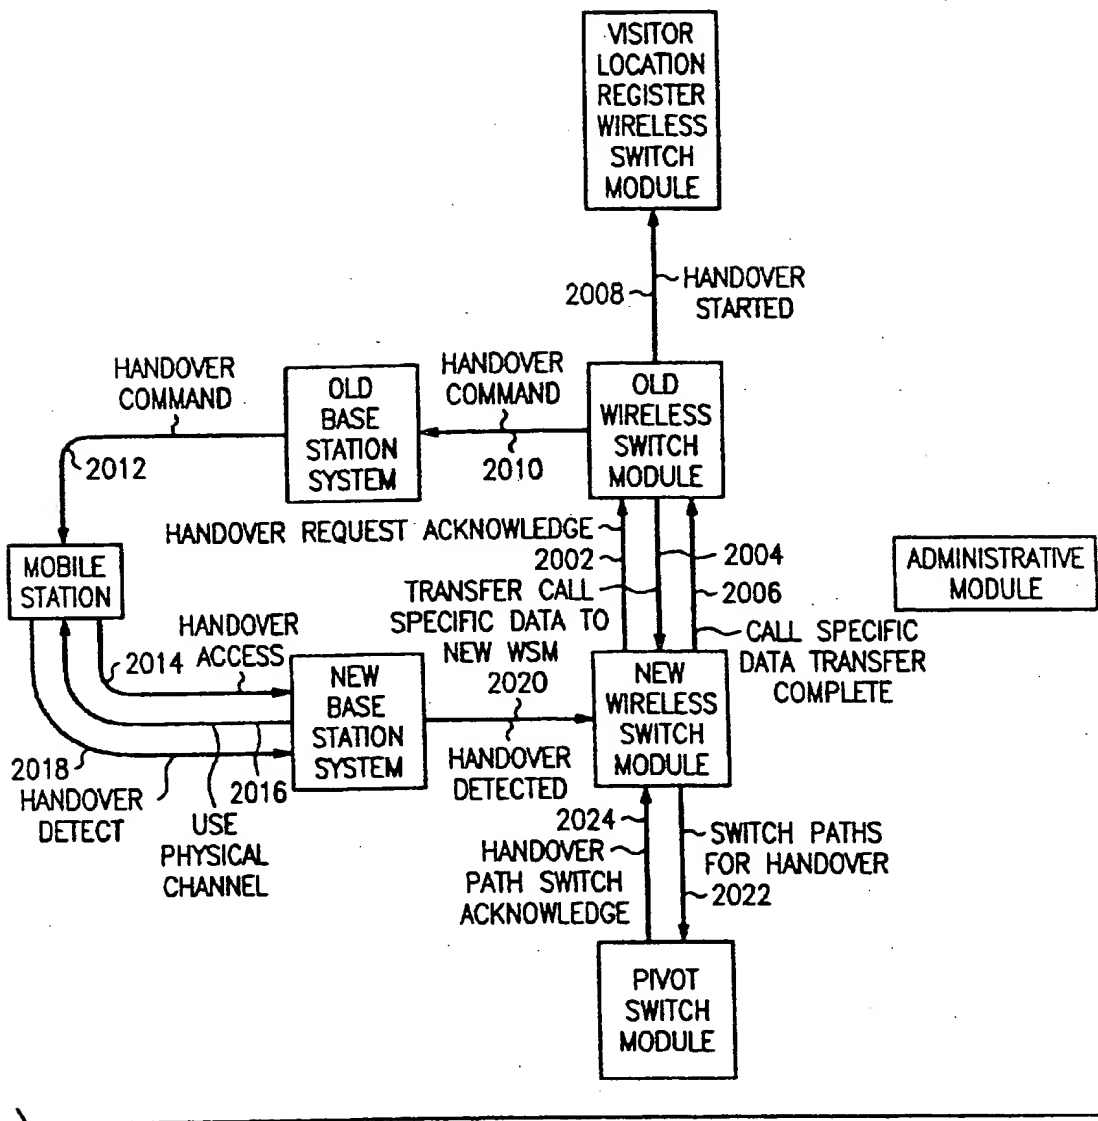 VISITOR
LOCATION
REGISTER
WIRELESS
SWITCH
MODULE
2008
HANDOVER
STARTED
HANDOVER
COMMAND
OLD
BASE
STATION
SYSTEM
HANDOVER
COMMAND
OLD
WIRELESS
SWITCH
MODULE
2012
2010
HANDOVER REQUEST ACKNOWLEDGE
2002
2004
2006
TRANSFER CALL
SPECIFIC DATA TO
NEW WSM
CALL SPECIFIC
DATA TRANSFER
COMPLETE
ADMINISTRATIVE
MODULE
MOBILE
STATION
HANDOVER
ACCESS
2014
NEW
BASE
STATION
SYSTEM
2020
HANDOVER
DETECTED
NEW
WIRELESS
SWITCH
MODULE
2018
HANDOVER
DETECT
2016
USE
PHYSICAL
CHANNEL
2024
HANDOVER
PATH SWITCH
ACKNOWLEDGE
SWITCH PATHS
FOR HANDOVER
2022
PIVOT
SWITCH
MODULE